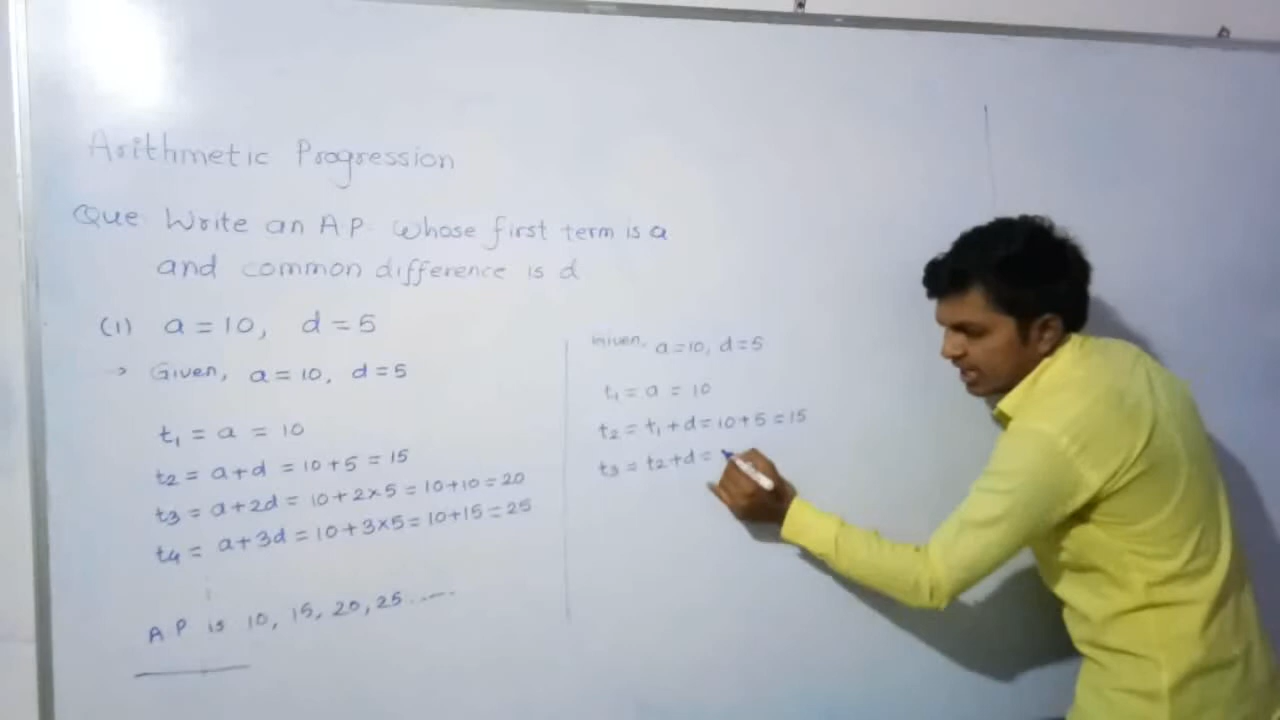 Arithmetic Progression
Que Write an A.P. whose first term is a
and common difference is d
(1) a = 10, d = 5
> Given, a = 10, d = 5
t₁ = a = 10
t₂ = a+d = 10+5 = 15
t₃ = a+2d = 10+2×5 = 10+10 = 20
t₄ = a+3d = 10+3×5 = 10+15 = 25
AP is 10, 15, 20, 25.....
Given, a=10, d=5
t₁ = a = 10
t₂ = t₁+d = 10+5 = 15
t₃ = t₂+d =